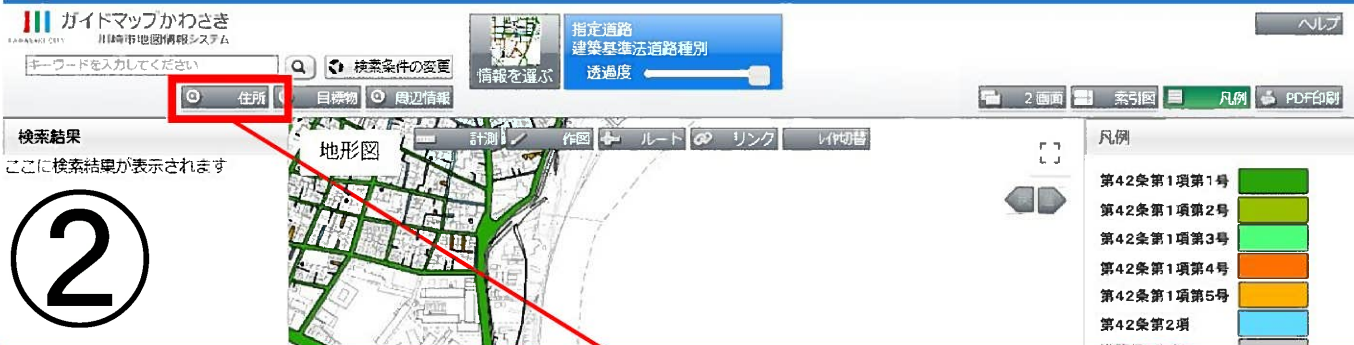 ガイドマップかわさき
川崎市地図情報システム
キーワードを入力してください
検索条件の変更
住所
目標物
周辺情報
情報を選ぶ
指定道路
建築基準法道路種別
透過度
ヘルプ
2画面
索引図
凡例
PDF印刷
検索結果
ここに検索結果が表示されます
②
地形図
計測
作図
ルート
リンク
レイヤ切替
凡例
第42条第1項第1号
第42条第1項第2号
第42条第1項第3号
第42条第1項第4号
第42条第1項第5号
第42条第2項